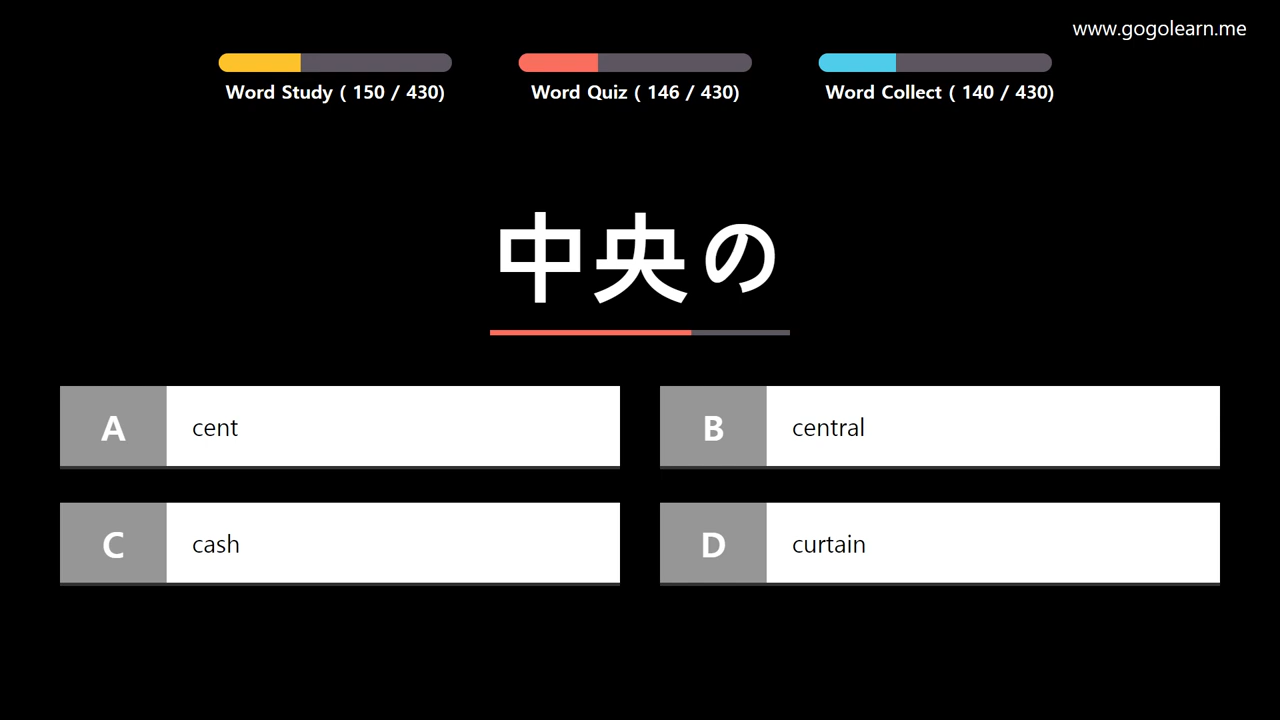 www.gogolearn.me
Word Study ( 150 / 430)
Word Quiz ( 146 / 430)
Word Collect ( 140 / 430)
中央の
A cent
B central
C cash
D curtain